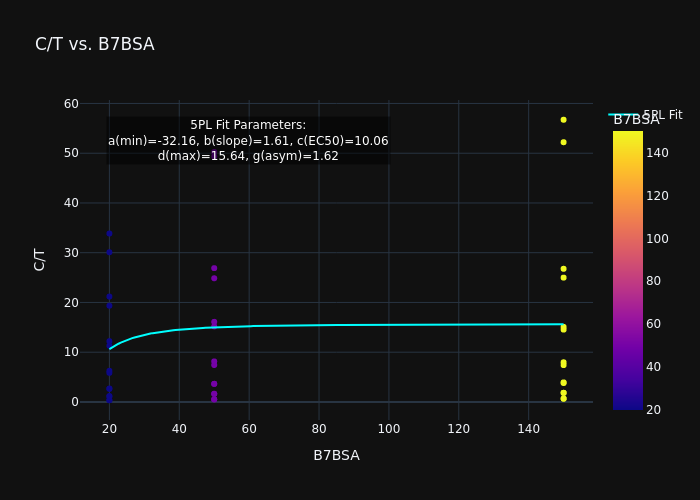 C/T vs. B7BSA
5PL Fit Parameters:
a(min)=-32.16, b(slope)=1.61, c(EC50)=10.06
d(max)=15.64, g(asym)=1.62
5PL Fit
B7BSA
60
50
40
30
20
10
0
C/T
20
40
60
80
100
120
140
B7BSA
140
120
100
80
60
40
20